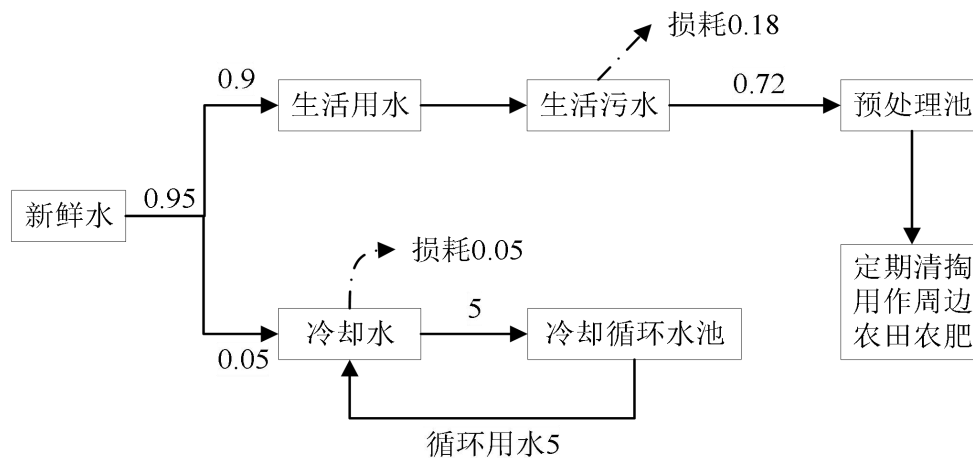 损耗0.18
0.9
0.72
生活用水
生活污水
预处理池
0.95
新鲜水
损耗0.05
定期清掏
用作周边
农田农肥
5
冷却水
冷却循环水池
0.05
循环用水5